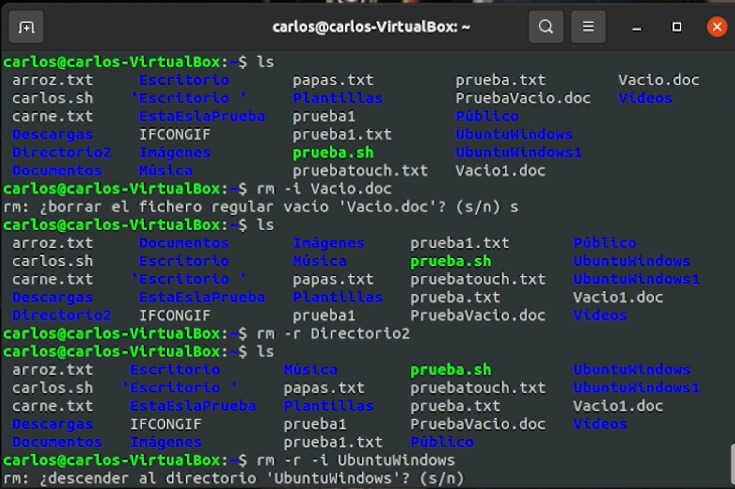 carlos@carlos-VirtualBox: ~
carlos@carlos-VirtualBox:~$ ls
arroz.txt Escritorio papas.txt prueba.txt Vacio.doc
carlos.sh 'Escritorio ' Plantillas PruebaVacio.doc Vídeos
carne.txt EstaEslaPrueba prueba1 Público
Descargas IFCONGIF prueba1.txt UbuntuWindows
Directorio2 Imágenes prueba.sh UbuntuWindows1
Documentos Música pruebatouch.txt Vacio1.doc
carlos@carlos-VirtualBox:~$ rm -i Vacio.doc
rm: ¿borrar el fichero regular vacío 'Vacio.doc'? (s/n) s
carlos@carlos-VirtualBox:~$ ls
arroz.txt Documentos Imágenes prueba1.txt Público
carlos.sh Escritorio Música prueba.sh UbuntuWindows
carne.txt 'Escritorio ' papas.txt pruebatouch.txt UbuntuWindows1
Descargas EstaEslaPrueba Plantillas prueba.txt Vacio1.doc
Directorio2 IFCONGIF prueba1 PruebaVacio.doc Vídeos
carlos@carlos-VirtualBox:~$ rm -r Directorio2
carlos@carlos-VirtualBox:~$ ls
arroz.txt Escritorio Música prueba.sh UbuntuWindows
carlos.sh 'Escritorio ' papas.txt pruebatouch.txt UbuntuWindows1
carne.txt EstaEslaPrueba Plantillas prueba.txt Vacio1.doc
Descargas IFCONGIF prueba1 PruebaVacio.doc Vídeos
Documentos Imágenes prueba1.txt Público
carlos@carlos-VirtualBox:~$ rm -r -i UbuntuWindows
rm: ¿descender al directorio 'UbuntuWindows'? (s/n)